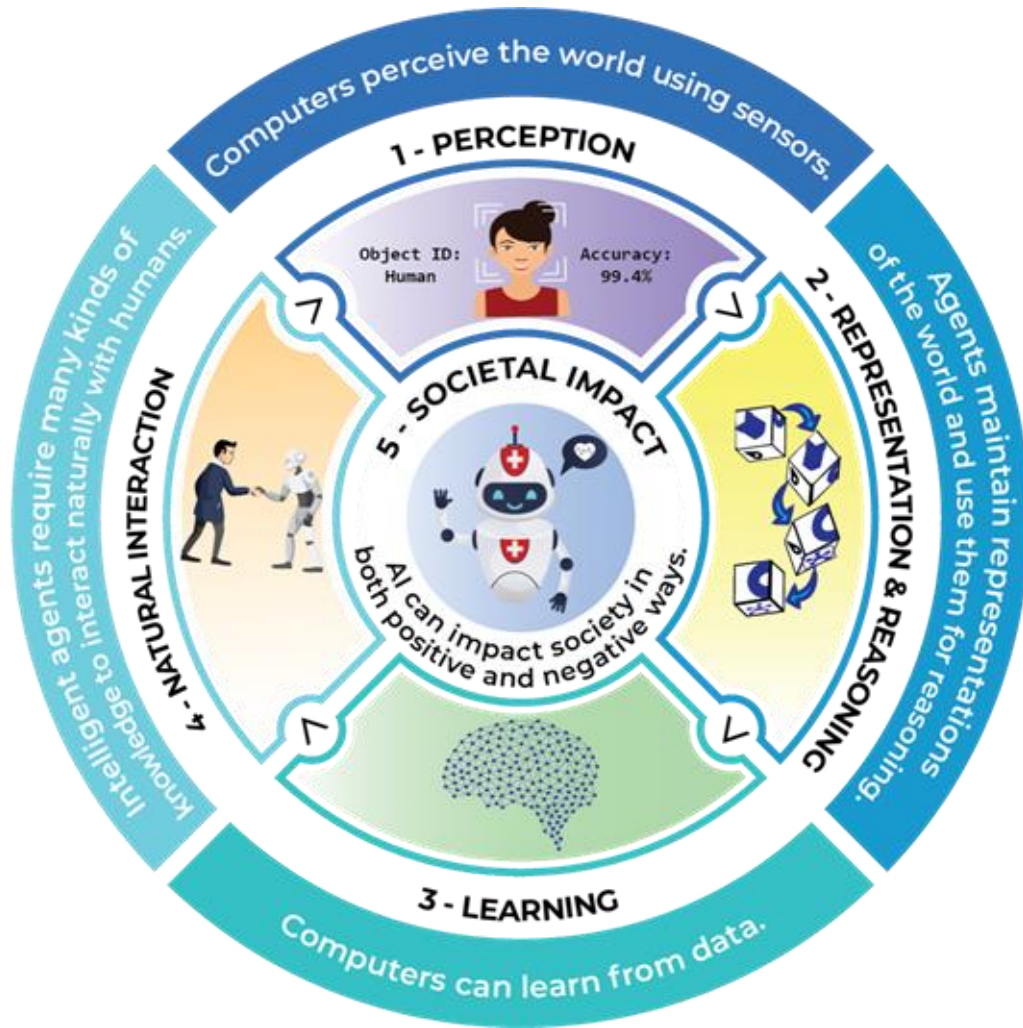 Computers perceive the world using sensors.
1 - PERCEPTION
Object ID:
Human
Accuracy:
99.4%
Agents maintain representations
of the world and use them for reasoning.
2 - REPRESENTATION & REASONING
3 - LEARNING
Computers can learn from data.
Intelligent agents require many kinds of
knowledge to interact naturally with humans.
4 - NATURAL INTERACTION
5 - SOCIETAL IMPACT
AI can impact society in
both positive and negative ways.